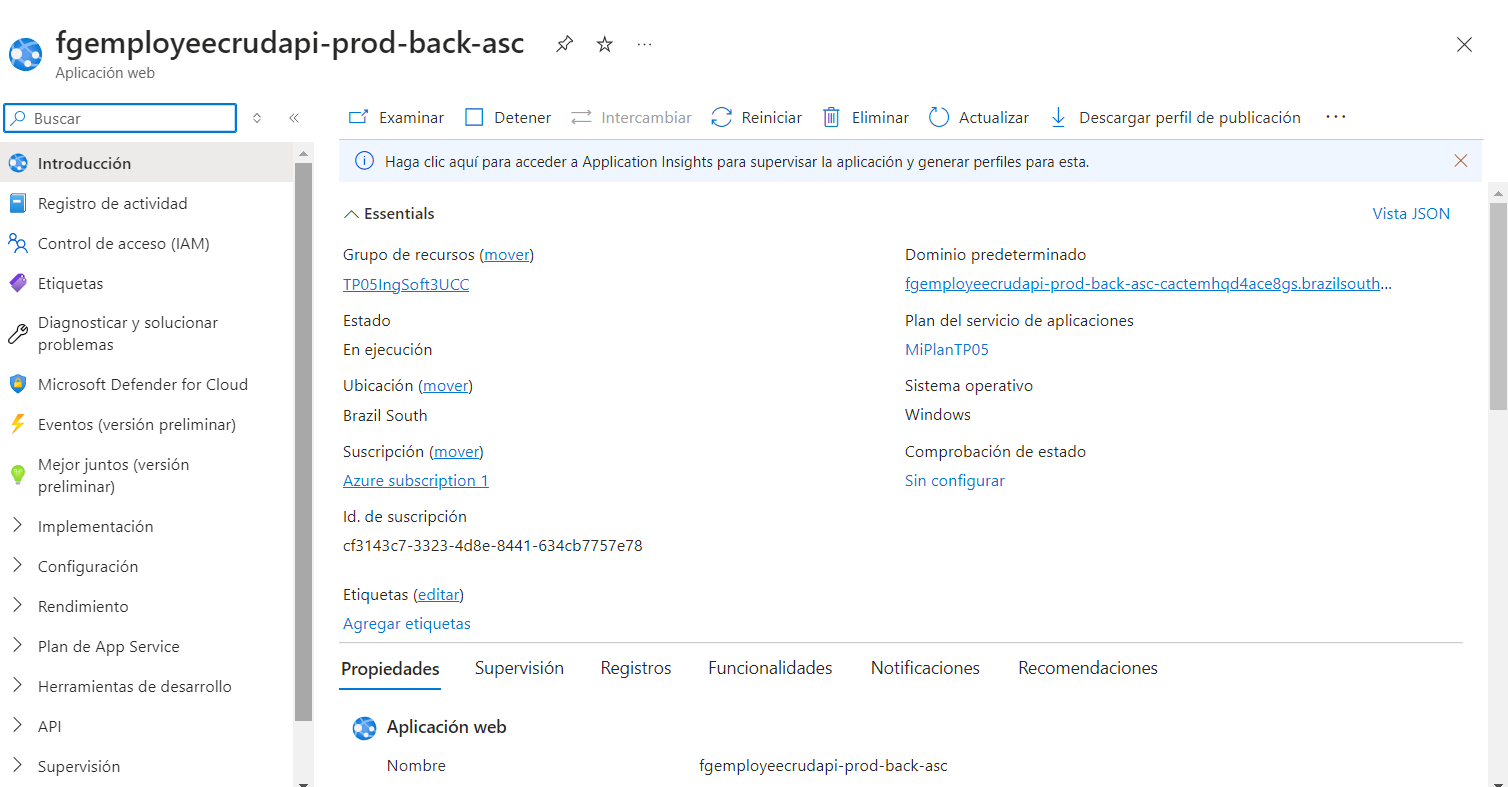 fgemployeecrudapi-prod-back-asc
Aplicación web
Buscar
Examinar
Detener
Intercambiar
Reiniciar
Eliminar
Actualizar
Descargar perfil de publicación
Haga clic aquí para acceder a Application Insights para supervisar la aplicación y generar perfiles para esta.
Introducción
Registro de actividad
Control de acceso (IAM)
Etiquetas
Diagnosticar y solucionar
problemas
Microsoft Defender for Cloud
Eventos (versión preliminar)
Mejor juntos (versión
preliminar)
Implementación
Configuración
Rendimiento
Plan de App Service
Herramientas de desarrollo
API
Supervisión
Essentials
Vista JSON
Grupo de recursos (mover)
TP05IngSoft3UCC
Estado
En ejecución
Ubicación (mover)
Brazil South
Suscripción (mover)
Azure subscription 1
Id. de suscripción
cf3143c7-3323-4d8e-8441-634cb7757e78
Etiquetas (editar)
Agregar etiquetas
Dominio predeterminado
fgemployeecrudapi-prod-back-asc-cactemhqd4ace8gs.brazilsouth...
Plan del servicio de aplicaciones
MiPlanTP05
Sistema operativo
Windows
Comprobación de estado
Sin configurar
Propiedades
Supervisión
Registros
Funcionalidades
Notificaciones
Recomendaciones
Aplicación web
Nombre
fgemployeecrudapi-prod-back-asc